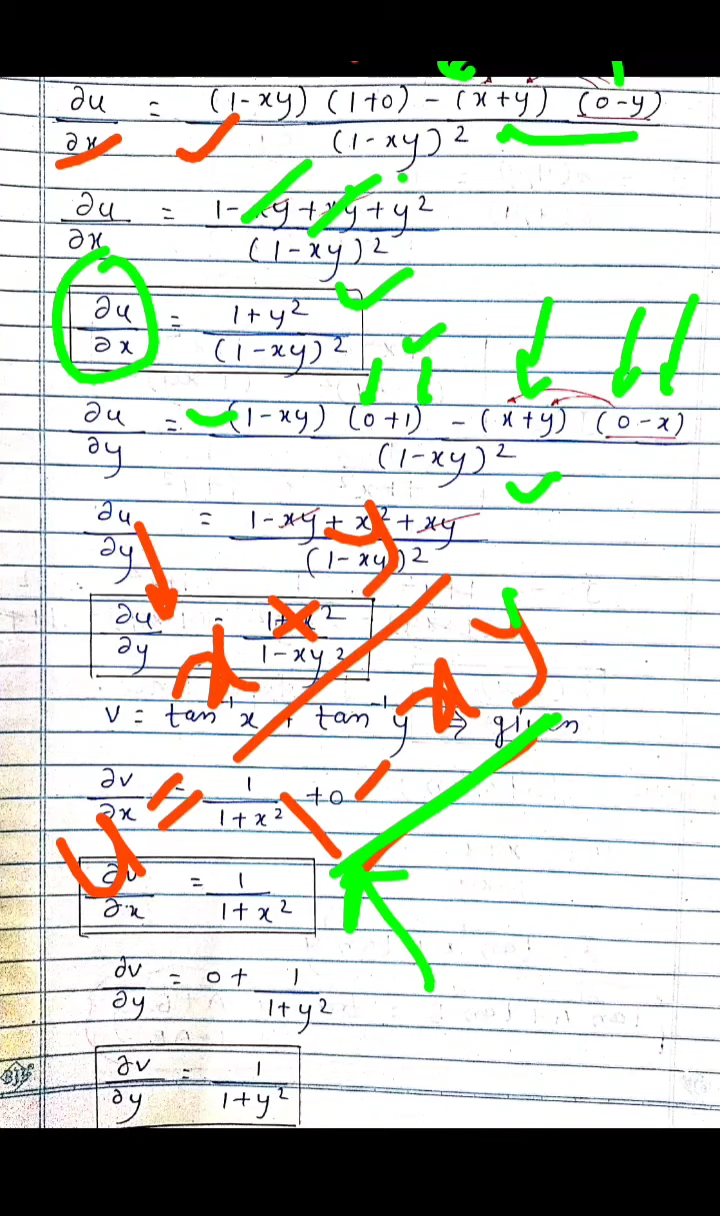 ∂u/∂x = (1-xy) (1+0) - (x+y) (0-y) / (1-xy)²
∂u/∂x = 1-xy+xy+y² / (1-xy)²
∂u/∂x = 1+y² / (1-xy)²
∂u/∂y = (1-xy) (0+1) - (x+y) (0-x) / (1-xy)²
∂u/∂y = 1-xy+x²+xy / (1-xy)²
∂u/∂y = 1+x² / 1-xy²
v = tan⁻¹x + tan⁻¹y ⇒ given
∂v/∂x = 1/1+x² +0
∂v/∂x = 1/1+x²
∂v/∂y = 0+ 1/1+y²
∂v/∂y = 1/1+y²
u = x+y / 1-xy